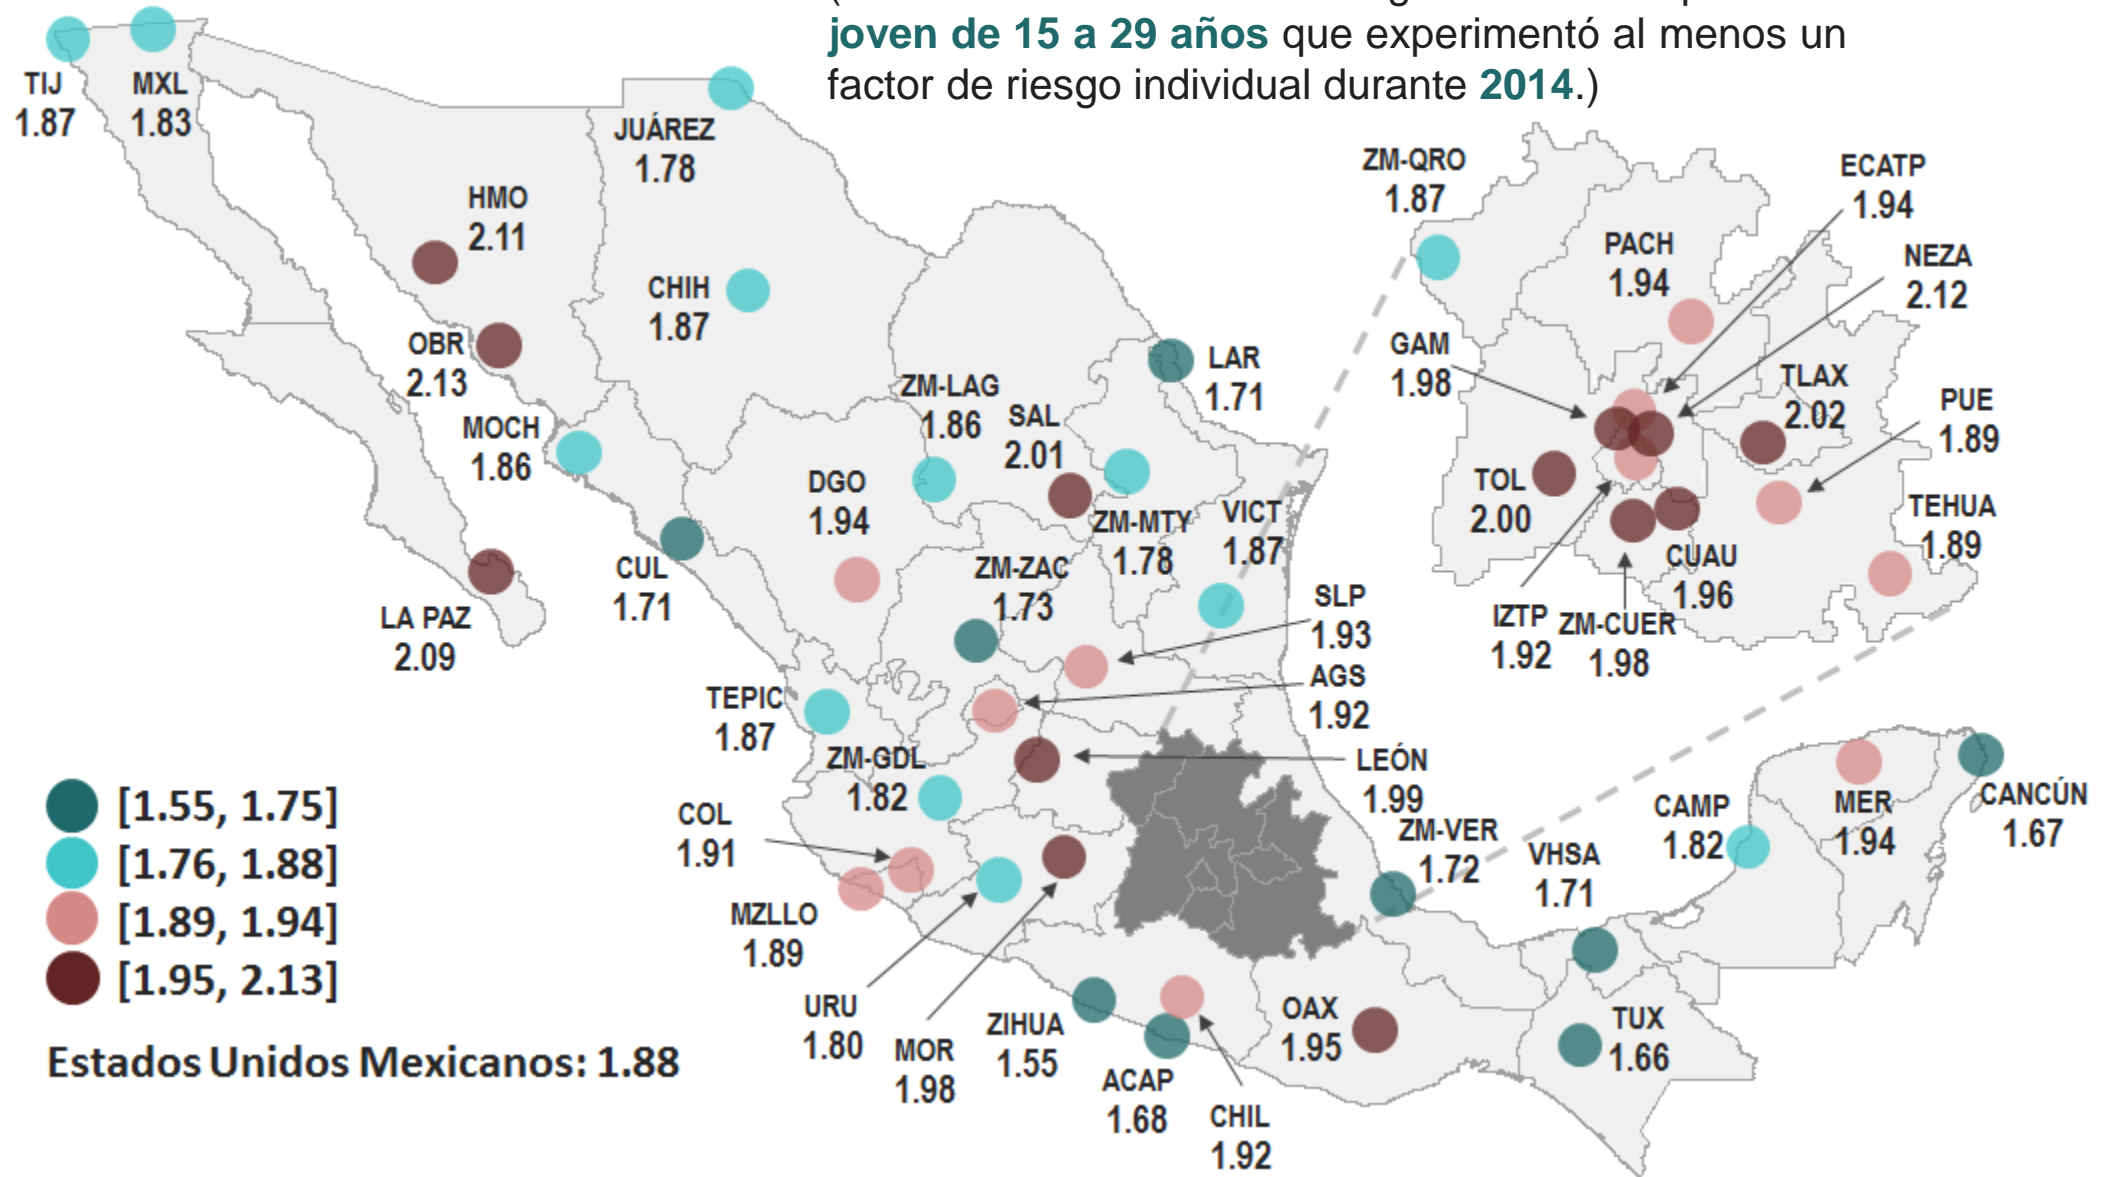 joven de 15 a 29 años que experimentó al menos un
factor de riesgo individual durante 2014.)
TIJ
1.87
MXL
1.83
JUÁREZ
1.78
HMO
2.11
CHIH
1.87
OBR
2.13
MOCH
1.86
LA PAZ
2.09
CUL
1.71
DGO
1.94
ZM-LAG
1.86
SAL
2.01
LAR
1.71
ZM-MTY
1.78
VICT
1.87
ZM-ZAC
1.73
SLP
1.93
AGS
1.92
LEÓN
1.99
TEPIC
1.87
ZM-GDL
1.82
COL
1.91
MZLLO
1.89
URU
1.80
MOR
1.98
ZIHUA
1.55
ACAP
1.68
CHIL
1.92
OAX
1.95
ZM-VER
1.72
VHSA
1.71
TUX
1.66
CAMP
1.82
MER
1.94
CANCÚN
1.67
ZM-QRO
1.87
PACH
1.94
ECATP
1.94
NEZA
2.12
GAM
1.98
TLAX
2.02
PUE
1.89
TOL
2.00
TEHUA
1.89
CUAU
1.96
IZTP
1.92
ZM-CUER
1.98
[1.55, 1.75]
[1.76, 1.88]
[1.89, 1.94]
[1.95, 2.13]
Estados Unidos Mexicanos: 1.88